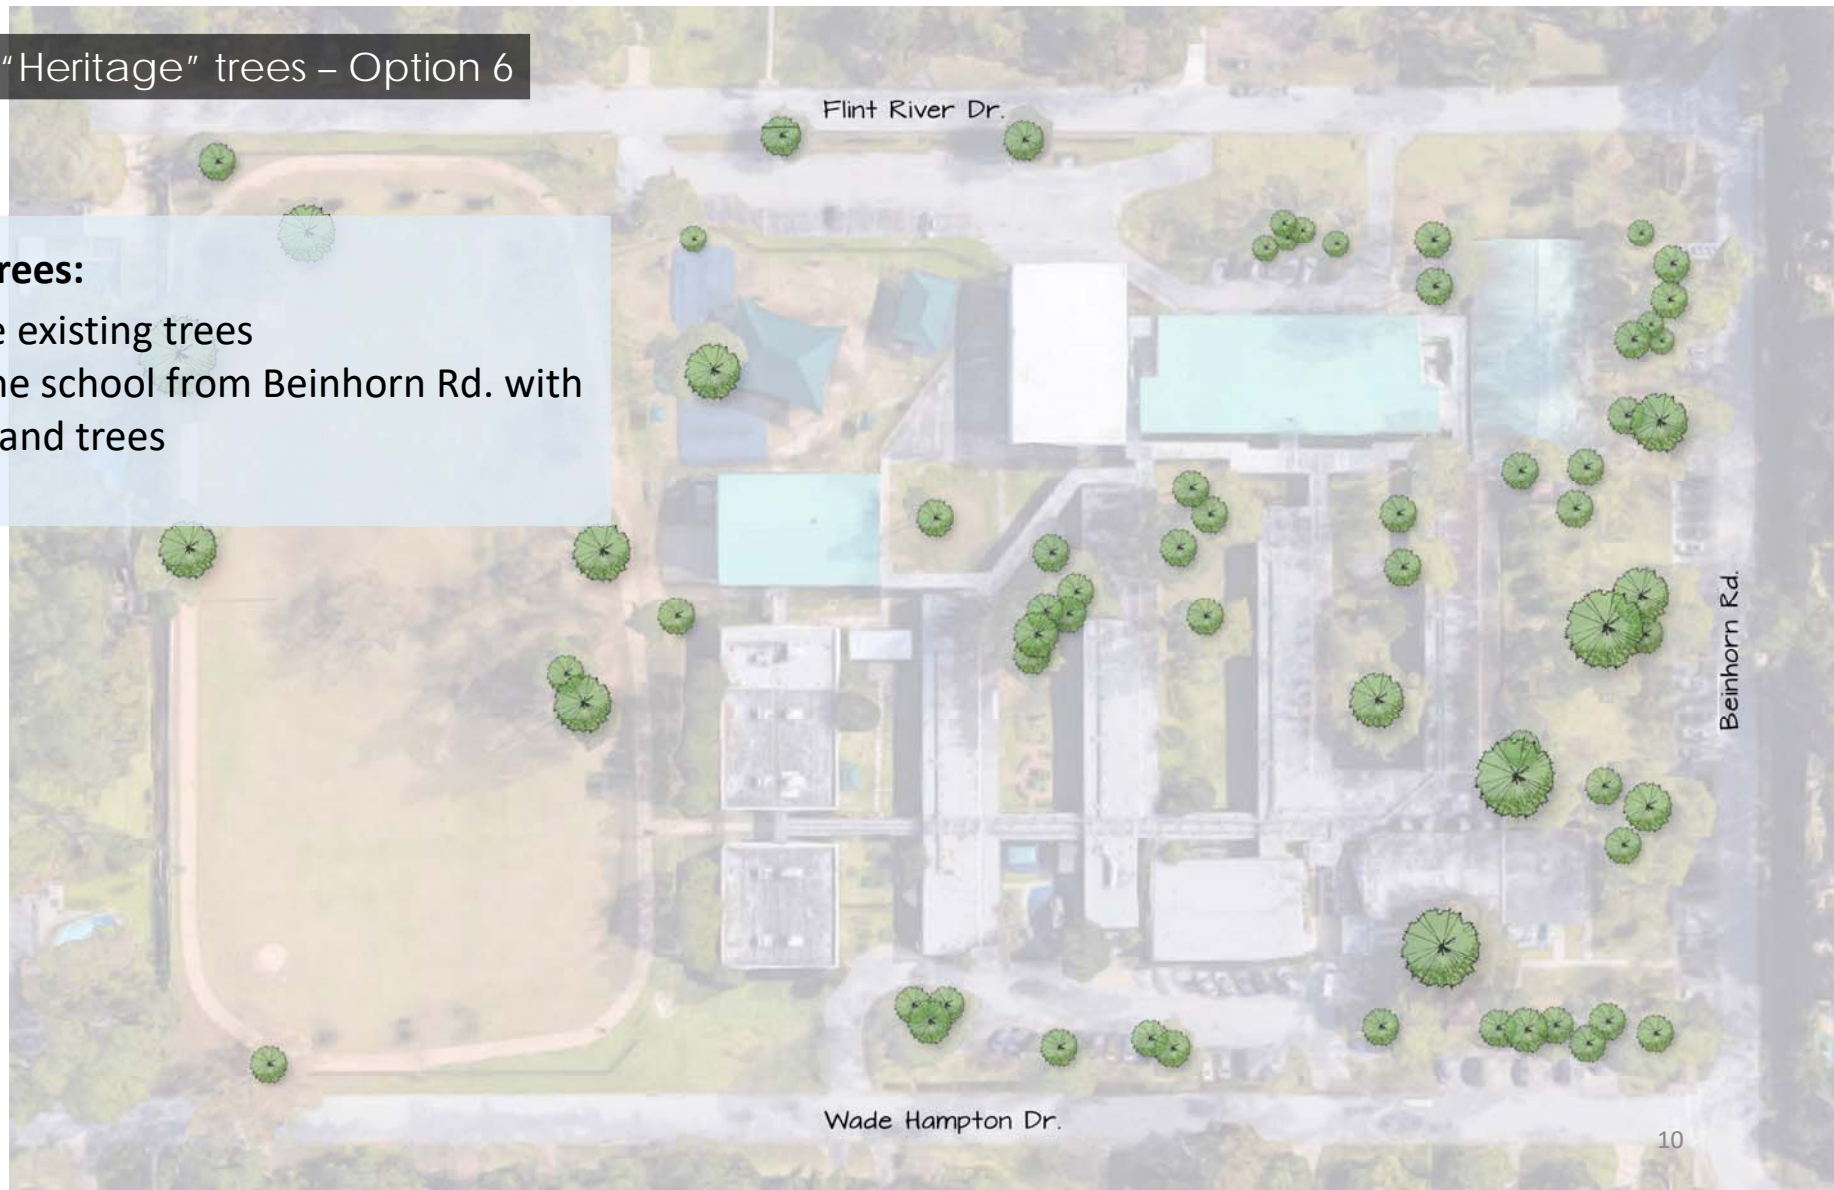 "Heritage" trees – Option 6
Flint River Dr.
rees:
e existing trees
ne school from Beinhorn Rd. with
and trees
Beinhorn Rd.
Wade Hampton Dr.
10